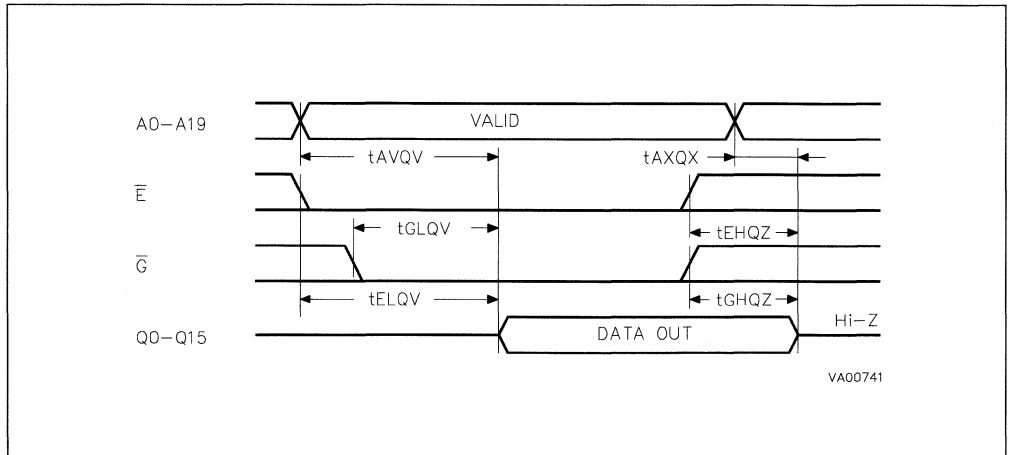 A0-A19
VALID
tAVQV
tAXQX
E̅
tGLQV
tEHQZ
G̅
tELQV
tGHQZ
Q0-Q15
DATA OUT
Hi-Z
VA00741